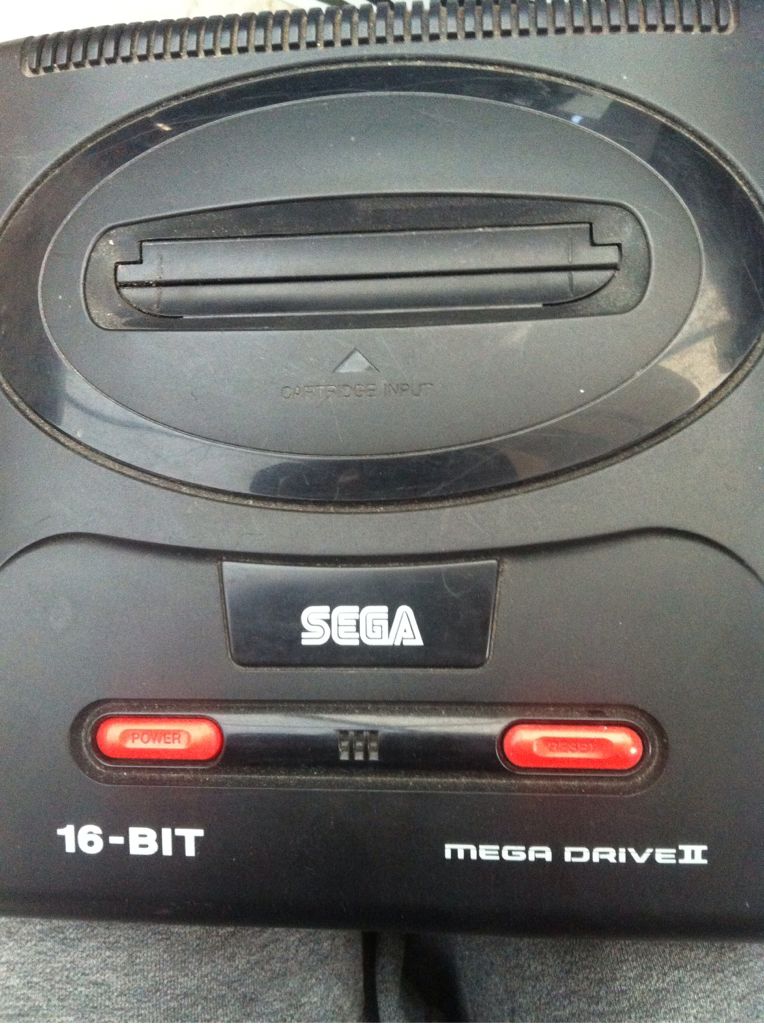 CARTRIDGE INPUT
SEGA
POWER
RESET
16-BIT
MEGA DRIVE II